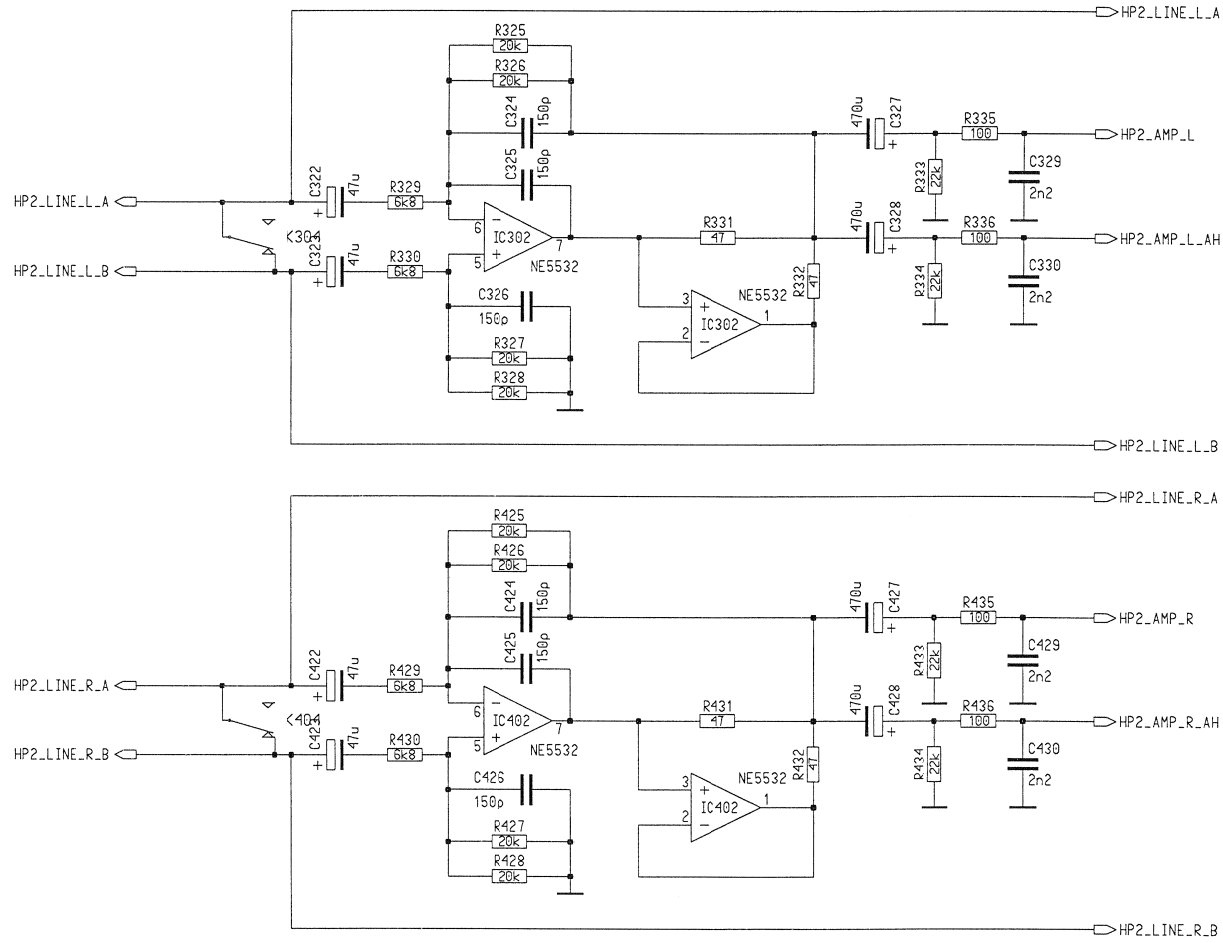 HP2_LINE_L_A
R325
20k
R326
20k
C324
150p
C325
150p
470u
C327
R335
100
HP2_AMP_L
R333
22k
C329
2n2
HP2_LINE_L_A
C322
47u
+
R329
6k8
6
−
IC302
7
5
+
NE5532
K304
HP2_LINE_L_B
C323
47u
+
R330
6k8
R331
47
470u
C328
+
R336
100
HP2_AMP_L_AH
R334
22k
C330
2n2
R332
47
C326
150p
3
+
NE5532
IC302
1
2
−
R327
20k
R328
20k
HP2_LINE_L_B
HP2_LINE_R_A
R425
20k
R426
20k
C424
150p
C425
150p
470u
C427
+
R435
100
HP2_AMP_R
R433
22k
C429
2n2
HP2_LINE_R_A
C422
47u
+
R429
6k8
6
−
IC402
7
5
+
NE5532
K404
HP2_LINE_R_B
C423
47u
+
R430
6k8
R431
47
470u
C428
+
R436
100
HP2_AMP_R_AH
R434
22k
C430
2n2
R432
47
C426
150p
3
+
NE5532
IC402
1
2
−
R427
20k
R428
20k
HP2_LINE_R_B